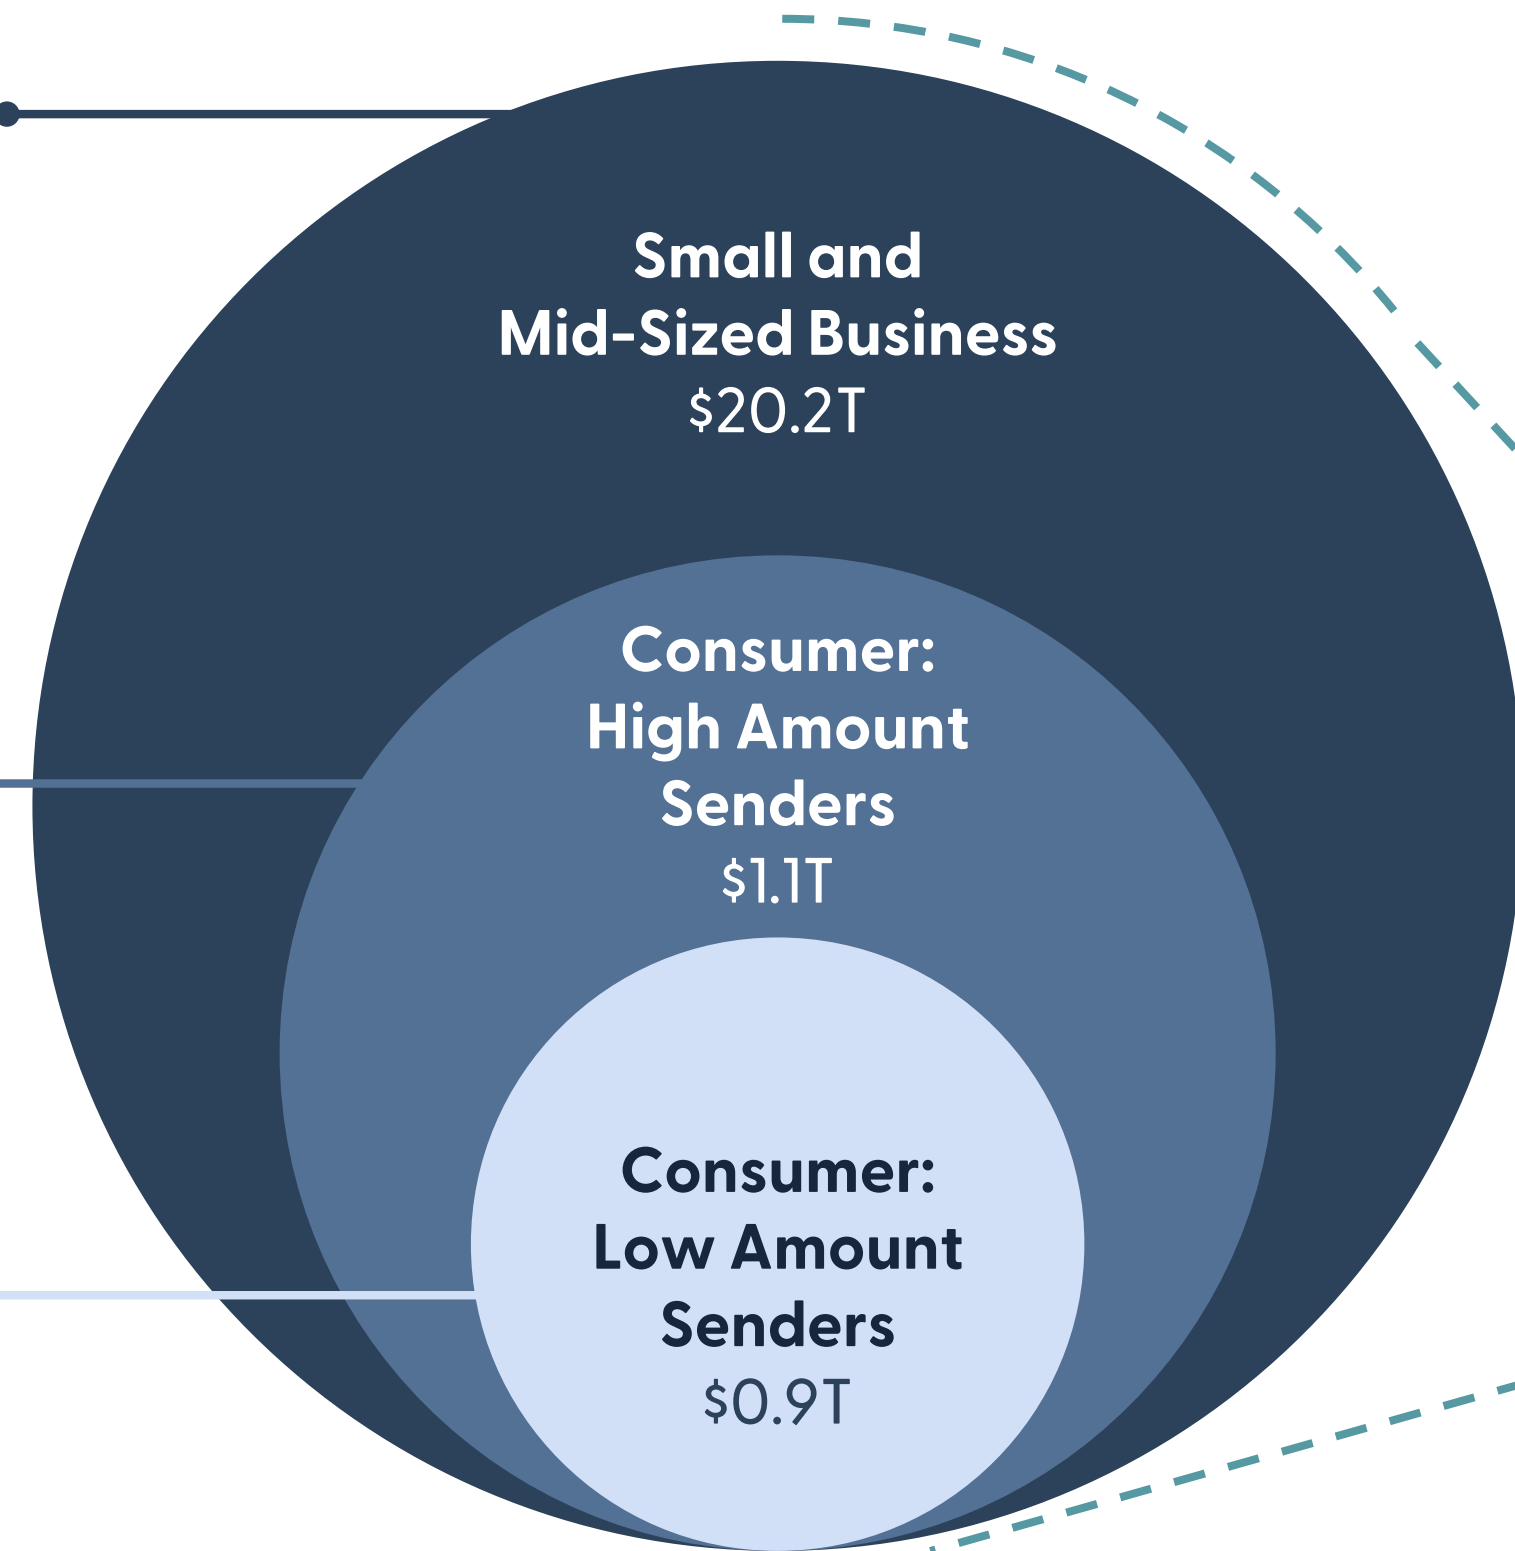 Small and
Mid-Sized Business
$20.2T
Consumer:
High Amount
Senders
$1.1T
Consumer:
Low Amount
Senders
$0.9T